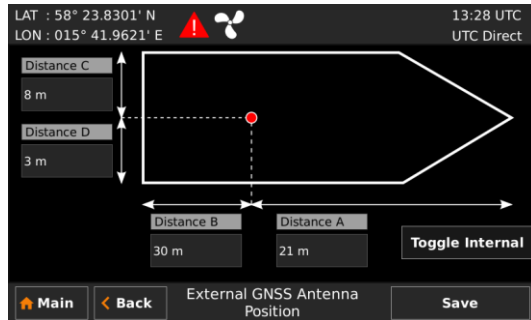 LAT : 58° 23.8301' N
LON : 015° 41.9621' E
13:28 UTC
UTC Direct
Distance C
8 m
Distance D
3 m
Distance B
30 m
Distance A
21 m
Toggle Internal
Main
Back
External GNSS Antenna
Position
Save